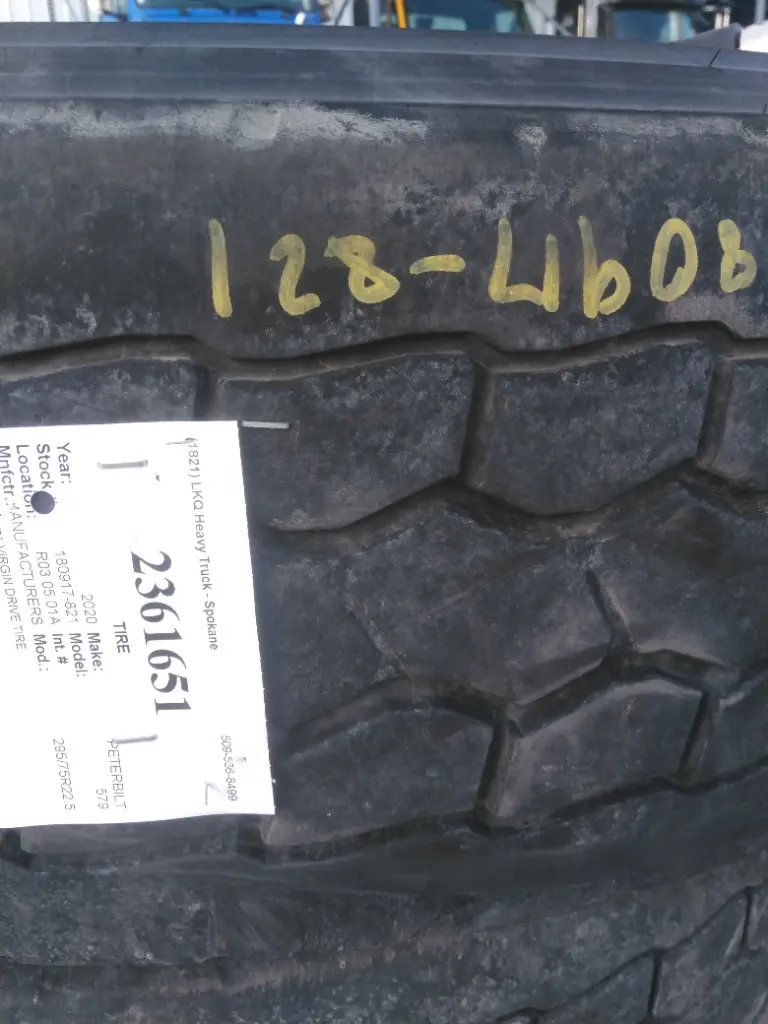 128-4608
(1821) LKQ Heavy Truck - Spokane 509-536-8499
2361651
TIRE
Year: 2020 Make: PETERBILT
Stock 180917-821 Model: 579
Location: R03 05 01A Int. #
Mnfctr.: MANUFACTURERS Mod.: 295/75R22.5
VIRGIN DRIVE TIRE